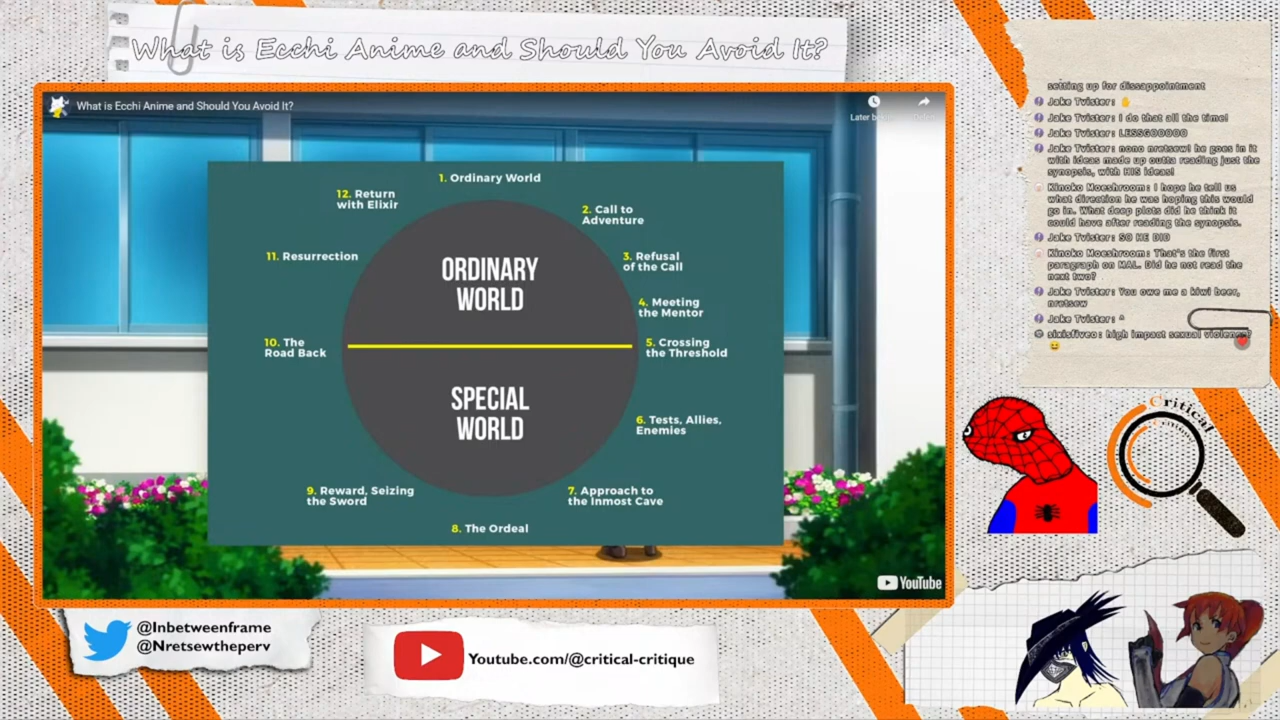 What is Ecchi Anime and Should You Avoid It?
What is Ecchi Anime and Should You Avoid It?
Later
1. Ordinary World
12. Return
with Elixir
2. Call to
Adventure
11. Resurrection
3. Refusal
of the Call
ORDINARY
WORLD
4. Meeting
the Mentor
10. The
Road Back
5. Crossing
the Threshold
SPECIAL
WORLD
6. Tests, Allies,
Enemies
9. Reward, Seizing
the Sword
7. Approach to
the Inmost Cave
8. The Ordeal
YouTube
setting up for dissappointment
Jake Tvister:
Jake Tvister: I do that all the time!
Jake Tvister: LESSGOOOOO
Jake Tvister: nono nretsew! he goes in it
with ideas made up outta reading just the
synopsis, with HIS ideas!
Kinoko Moeshroom: I hope he tell us
what direction he was hoping this would
go in. What deep plots did he think it
could have after reading the synopsis.
Jake Tvister: SO HE DID
Kinoko Moeshroom: That's the first
paragraph on MAL. Did he not read the
next two?
Jake Tvister: You owe me a kiwi beer,
nretsew
Jake Tvister: ^
sixisfiveo: high impact sexual violence?
Critical
@Inbetweenframe
@Nretsewtheperv
Youtube.com/@critical-critique